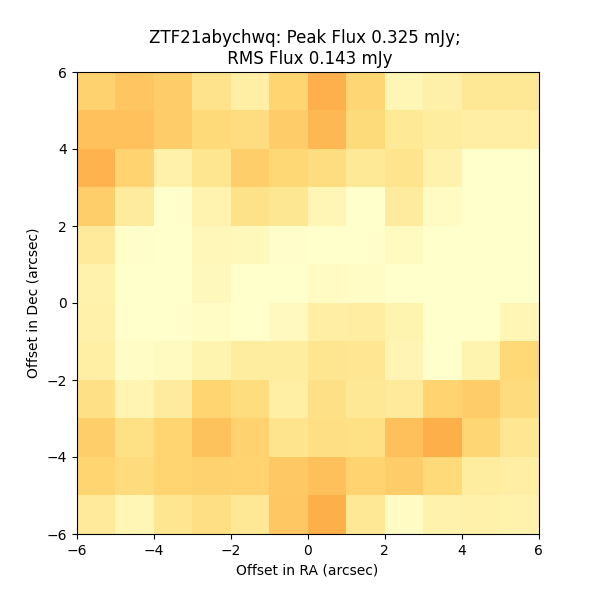 ZTF21abychwq: Peak Flux 0.325 mJy;
RMS Flux 0.143 mJy
6
4
2
0
−2
−4
−6
Offset in Dec (arcsec)
−6 −4 −2 0 2 4 6
Offset in RA (arcsec)